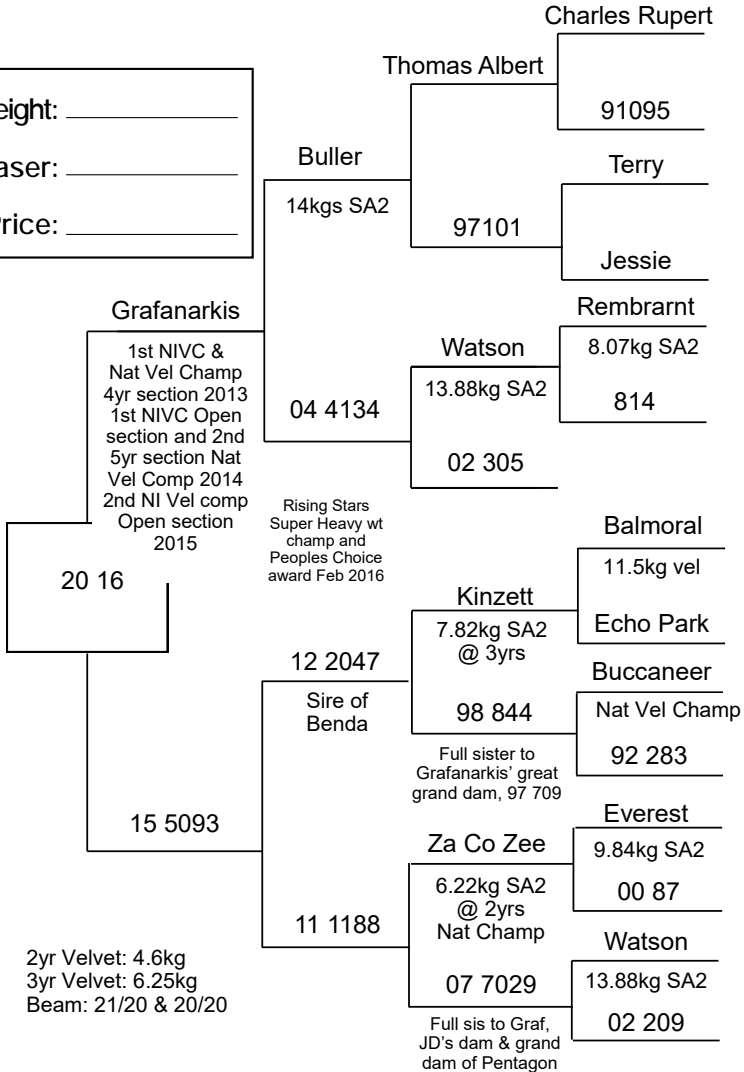 eight:
aser:
rice:
Charles Rupert
Thomas Albert
91095
Buller
14kgs SA2
Terry
97101
Jessie
Grafanarkis
1st NIVC &
Nat Vel Champ
4yr section 2013
1st NIVC Open
section and 2nd
5yr section Nat
Vel Comp 2014
2nd NI Vel comp
Open section
2015
Rembrarnt
Watson
8.07kg SA2
13.88kg SA2
814
04 4134
02 305
Rising Stars
Super Heavy wt
champ and
Peoples Choice
award Feb 2016
20 16
Balmoral
11.5kg vel
Kinzett
7.82kg SA2
@ 3yrs
Echo Park
12 2047
Sire of
Benda
Buccaneer
98 844
Nat Vel Champ
92 283
Full sister to
Grafanarkis’ great
grand dam, 97 709
15 5093
Everest
Za Co Zee
9.84kg SA2
6.22kg SA2
@ 2yrs
Nat Champ
00 87
11 1188
Watson
07 7029
13.88kg SA2
02 209
Full sis to Graf,
JD’s dam & grand
dam of Pentagon
2yr Velvet: 4.6kg
3yr Velvet: 6.25kg
Beam: 21/20 & 20/20